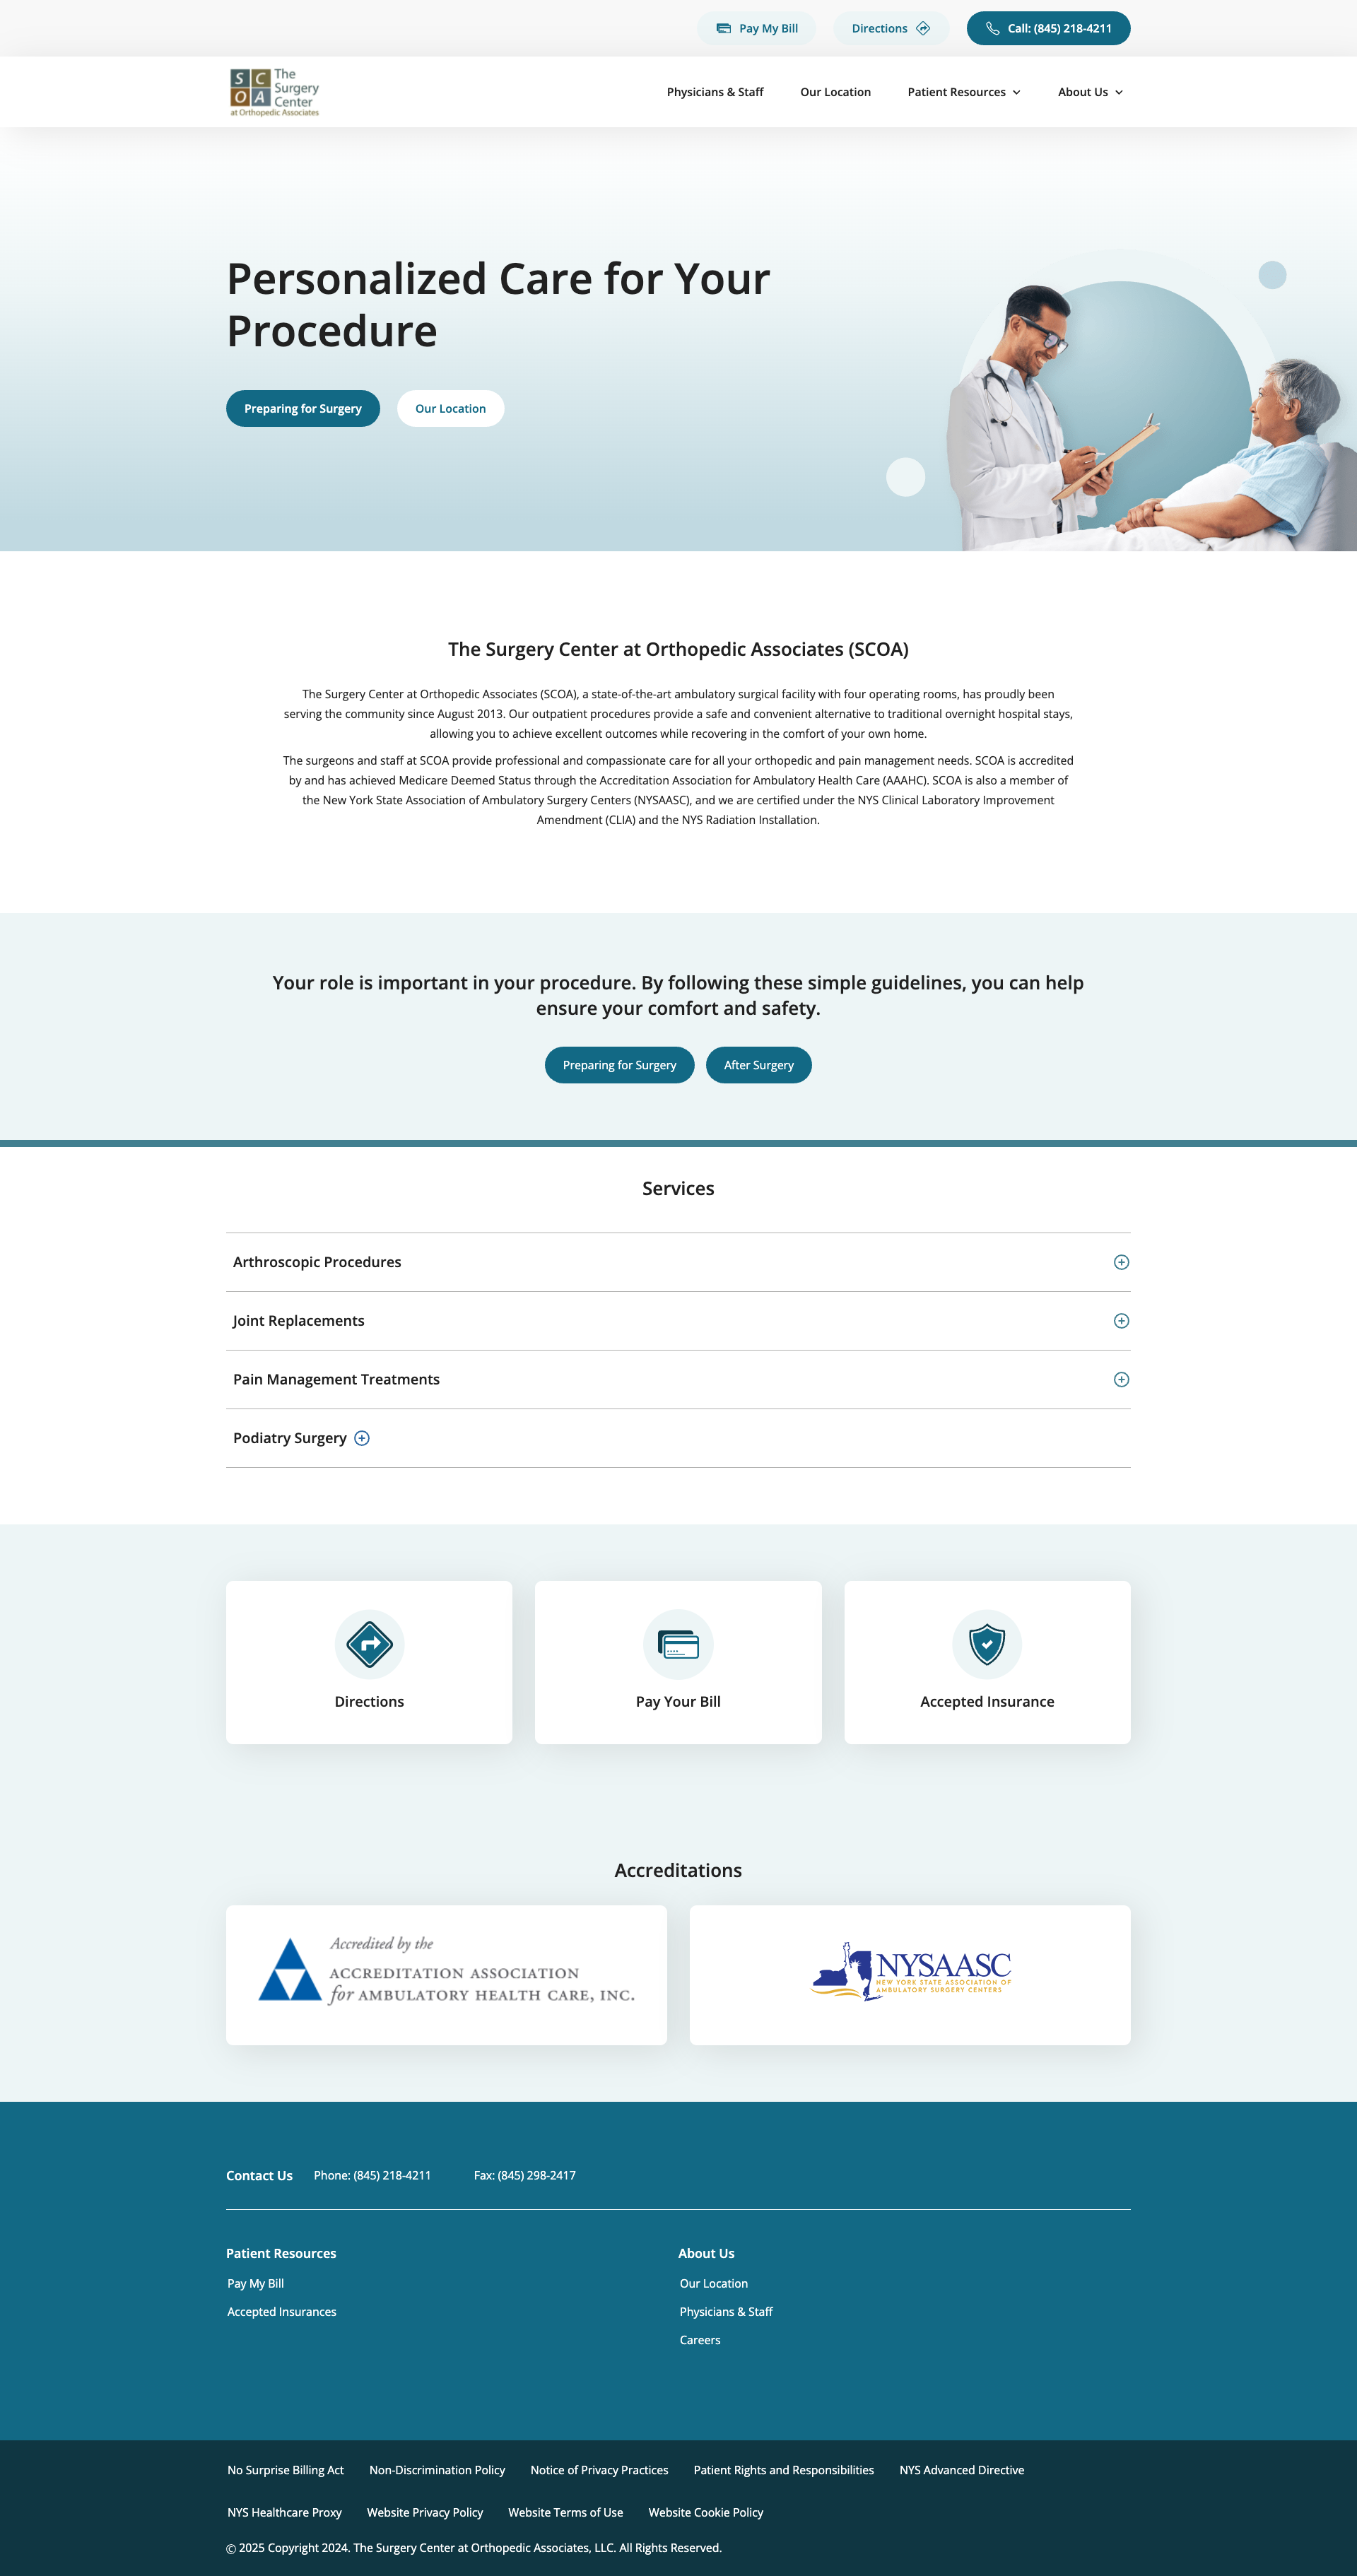 Pay My Bill
Directions
Call: (845) 218-4211
SC The
OA Surgery
Center
at Orthopedic Associates
Physicians & Staff
Our Location
Patient Resources
About Us
Personalized Care for Your
Procedure
Preparing for Surgery
Our Location
The Surgery Center at Orthopedic Associates (SCOA)
The Surgery Center at Orthopedic Associates (SCOA), a state-of-the-art ambulatory surgical facility with four operating rooms, has proudly been
serving the community since August 2013. Our outpatient procedures provide a safe and convenient alternative to traditional overnight hospital stays,
allowing you to achieve excellent outcomes while recovering in the comfort of your own home.
The surgeons and staff at SCOA provide professional and compassionate care for all your orthopedic and pain management needs. SCOA is accredited
by and has achieved Medicare Deemed Status through the Accreditation Association for Ambulatory Health Care (AAAHC). SCOA is also a member of
the New York State Association of Ambulatory Surgery Centers (NYSAASC), and we are certified under the NYS Clinical Laboratory Improvement
Amendment (CLIA) and the NYS Radiation Installation.
Your role is important in your procedure. By following these simple guidelines, you can help
ensure your comfort and safety.
Preparing for Surgery
After Surgery
Services
Arthroscopic Procedures
Joint Replacements
Pain Management Treatments
Podiatry Surgery
Directions
Pay Your Bill
Accepted Insurance
Accreditations
Accredited by the
ACCREDITATION ASSOCIATION
for AMBULATORY HEALTH CARE, INC.
NYSAASC
NEW YORK STATE ASSOCIATION OF
AMBULATORY SURGERY CENTERS
Contact Us
Phone: (845) 218-4211
Fax: (845) 298-2417
Patient Resources
Pay My Bill
Accepted Insurances
About Us
Our Location
Physicians & Staff
Careers
No Surprise Billing Act
Non-Discrimination Policy
Notice of Privacy Practices
Patient Rights and Responsibilities
NYS Advanced Directive
NYS Healthcare Proxy
Website Privacy Policy
Website Terms of Use
Website Cookie Policy
© 2025 Copyright 2024. The Surgery Center at Orthopedic Associates, LLC. All Rights Reserved.